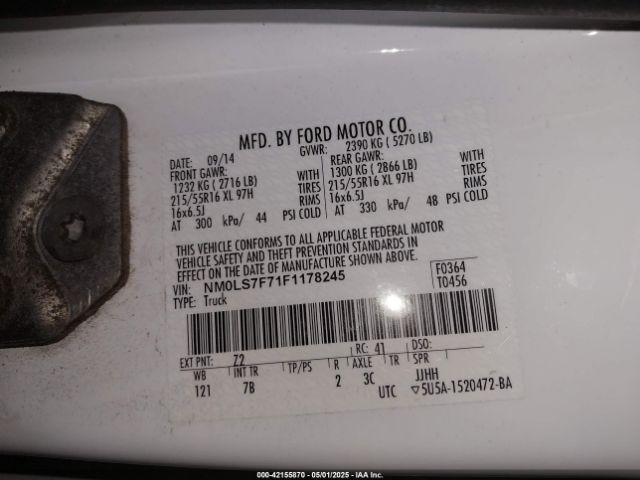 MFD. BY FORD MOTOR CO.
DATE: 09/14 GVWR: 2390 KG ( 5270 LB)
FRONT GAWR: WITH REAR GAWR: WITH
1232 KG ( 2716 LB) TIRES 1300 KG ( 2866 LB) TIRES
215/55R16 XL 97H RIMS 215/55R16 XL 97H RIMS
16x6.5J 16x6.5J
AT 300 kPa/ 44 PSI COLD AT 330 kPa/ 48 PSI COLD
THIS VEHICLE CONFORMS TO ALL APPLICABLE FEDERAL MOTOR
VEHICLE SAFETY AND THEFT PREVENTION STANDARDS IN
EFFECT ON THE DATE OF MANUFACTURE SHOWN ABOVE.
VIN: NM0LS7F71F1178245 F0364
TYPE: Truck T0456
EXT PNT: 72 RC: 41 DSO:
WB INT TR TP/PS R AXLE TR SPR
121 7B 2 3C JJHH
UTC ▽5U5A-1520472-BA
000-42155870 - 05/01/2025 - IAA Inc.